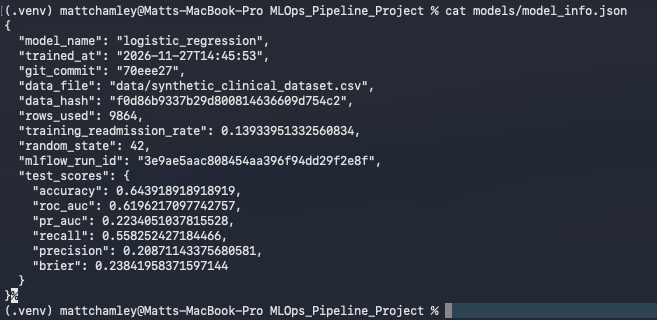 (.venv) mattchamley@Matts-MacBook-Pro MLOps_Pipeline_Project % cat models/model_info.json
{
  "model_name": "logistic_regression",
  "trained_at": "2026-11-27T14:45:53",
  "git_commit": "70eee27",
  "data_file": "data/synthetic_clinical_dataset.csv",
  "data_hash": "f0d86b9337b29d800814636609d754c2",
  "rows_used": 9864,
  "training_readmission_rate": 0.13933951332560834,
  "random_state": 42,
  "mlflow_run_id": "3e9ae5aac808454aa396f94dd29f2e8f",
  "test_scores": {
    "accuracy": 0.643918918918919,
    "roc_auc": 0.6196217097742757,
    "pr_auc": 0.2234051037815528,
    "recall": 0.558252427184466,
    "precision": 0.20871143375680581,
    "brier": 0.23841958371597144
  }
}%
(.venv) mattchamley@Matts-MacBook-Pro MLOps_Pipeline_Project %